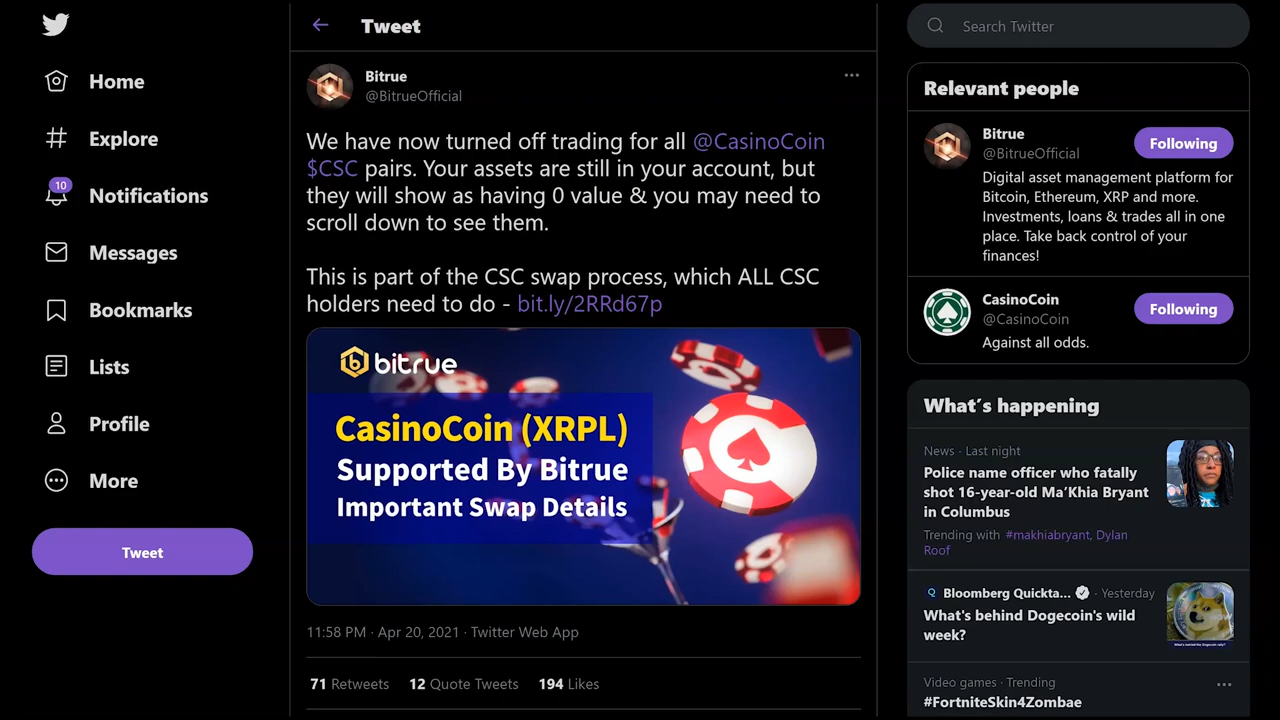 Home
Explore
10
Notifications
Messages
Bookmarks
Lists
Profile
More
Tweet
Tweet
Bitrue
@BitrueOfficial
We have now turned off trading for all @CasinoCoin
$CSC pairs. Your assets are still in your account, but
they will show as having 0 value & you may need to
scroll down to see them.
This is part of the CSC swap process, which ALL CSC
holders need to do - bit.ly/2RRd67p
bitrue
CasinoCoin (XRPL)
Supported By Bitrue
Important Swap Details
11:58 PM · Apr 20, 2021 · Twitter Web App
71 Retweets 12 Quote Tweets 194 Likes
Search Twitter
Relevant people
Bitrue
@BitrueOfficial
Following
Digital asset management platform for
Bitcoin, Ethereum, XRP and more.
Investments, loans & trades all in one
place. Take back control of your
finances!
CasinoCoin
@CasinoCoin
Following
Against all odds.
What's happening
News · Last night
Police name officer who fatally
shot 16-year-old Ma'Khia Bryant
in Columbus
Trending with #makhiabryant, Dylan
Roof
Bloomberg Quickta... · Yesterday
What's behind Dogecoin's wild
week?
Video games · Trending
#FortniteSkin4Zombae